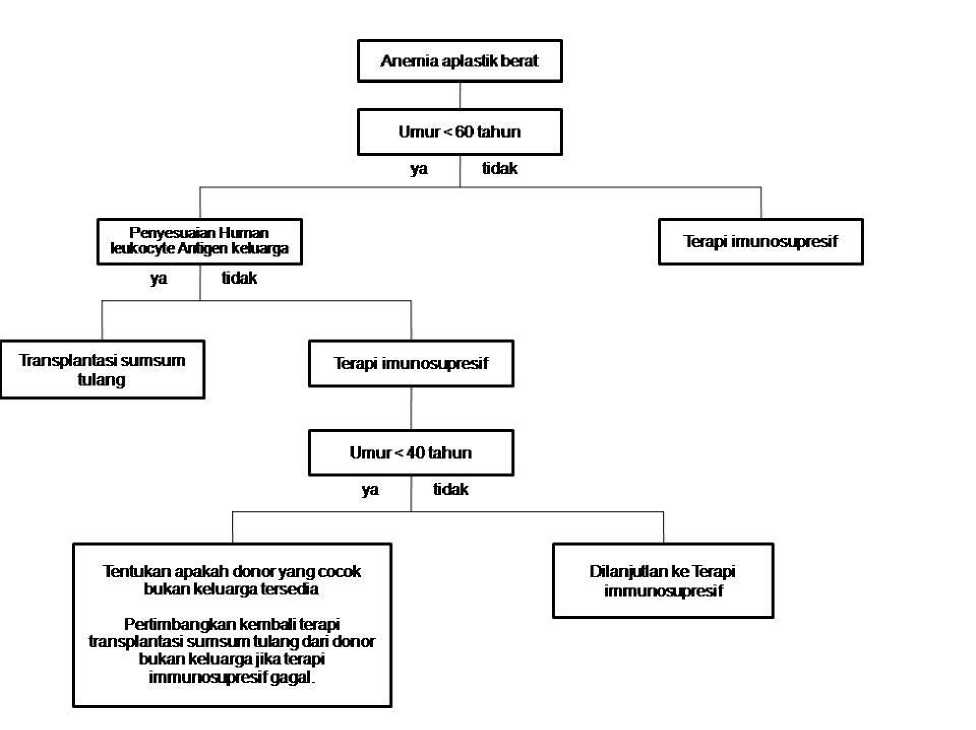 Anemia aplastik berat
Umur < 60 tahun
ya tidak
Penyesuaian Human
leukocyte Antigen keluarga
Terapi imunosupresif
ya tidak
Transplantasi sumsum
tulang
Terapi imunosupresif
Umur < 40 tahun
ya tidak
Tentukan apakah donor yang cocok
bukan keluarga tersedia
Pertimbangkan kembali terapi
transplantasi sumsum tulang dari donor
bukan keluarga jika terapi
immunosupresif gagal.
Dilanjutlan ke Terapi
immunosupresif